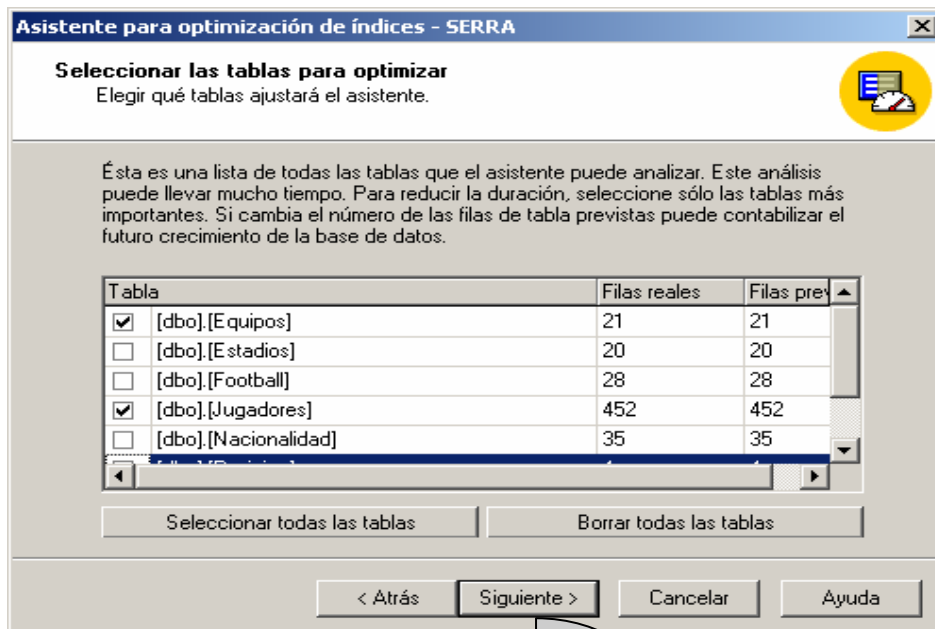 Asistente para optimización de índices - SERRA
Seleccionar las tablas para optimizar
Elegir qué tablas ajustará el asistente.
Ésta es una lista de todas las tablas que el asistente puede analizar. Este análisis
puede llevar mucho tiempo. Para reducir la duración, seleccione sólo las tablas más
importantes. Si cambia el número de las filas de tabla previstas puede contabilizar el
futuro crecimiento de la base de datos.
Tabla Filas reales Filas prev
[dbo].[Equipos] 21 21
[dbo].[Estadios] 20 20
[dbo].[Football] 28 28
[dbo].[Jugadores] 452 452
[dbo].[Nacionalidad] 35 35
Seleccionar todas las tablas Borrar todas las tablas
< Atrás Siguiente > Cancelar Ayuda